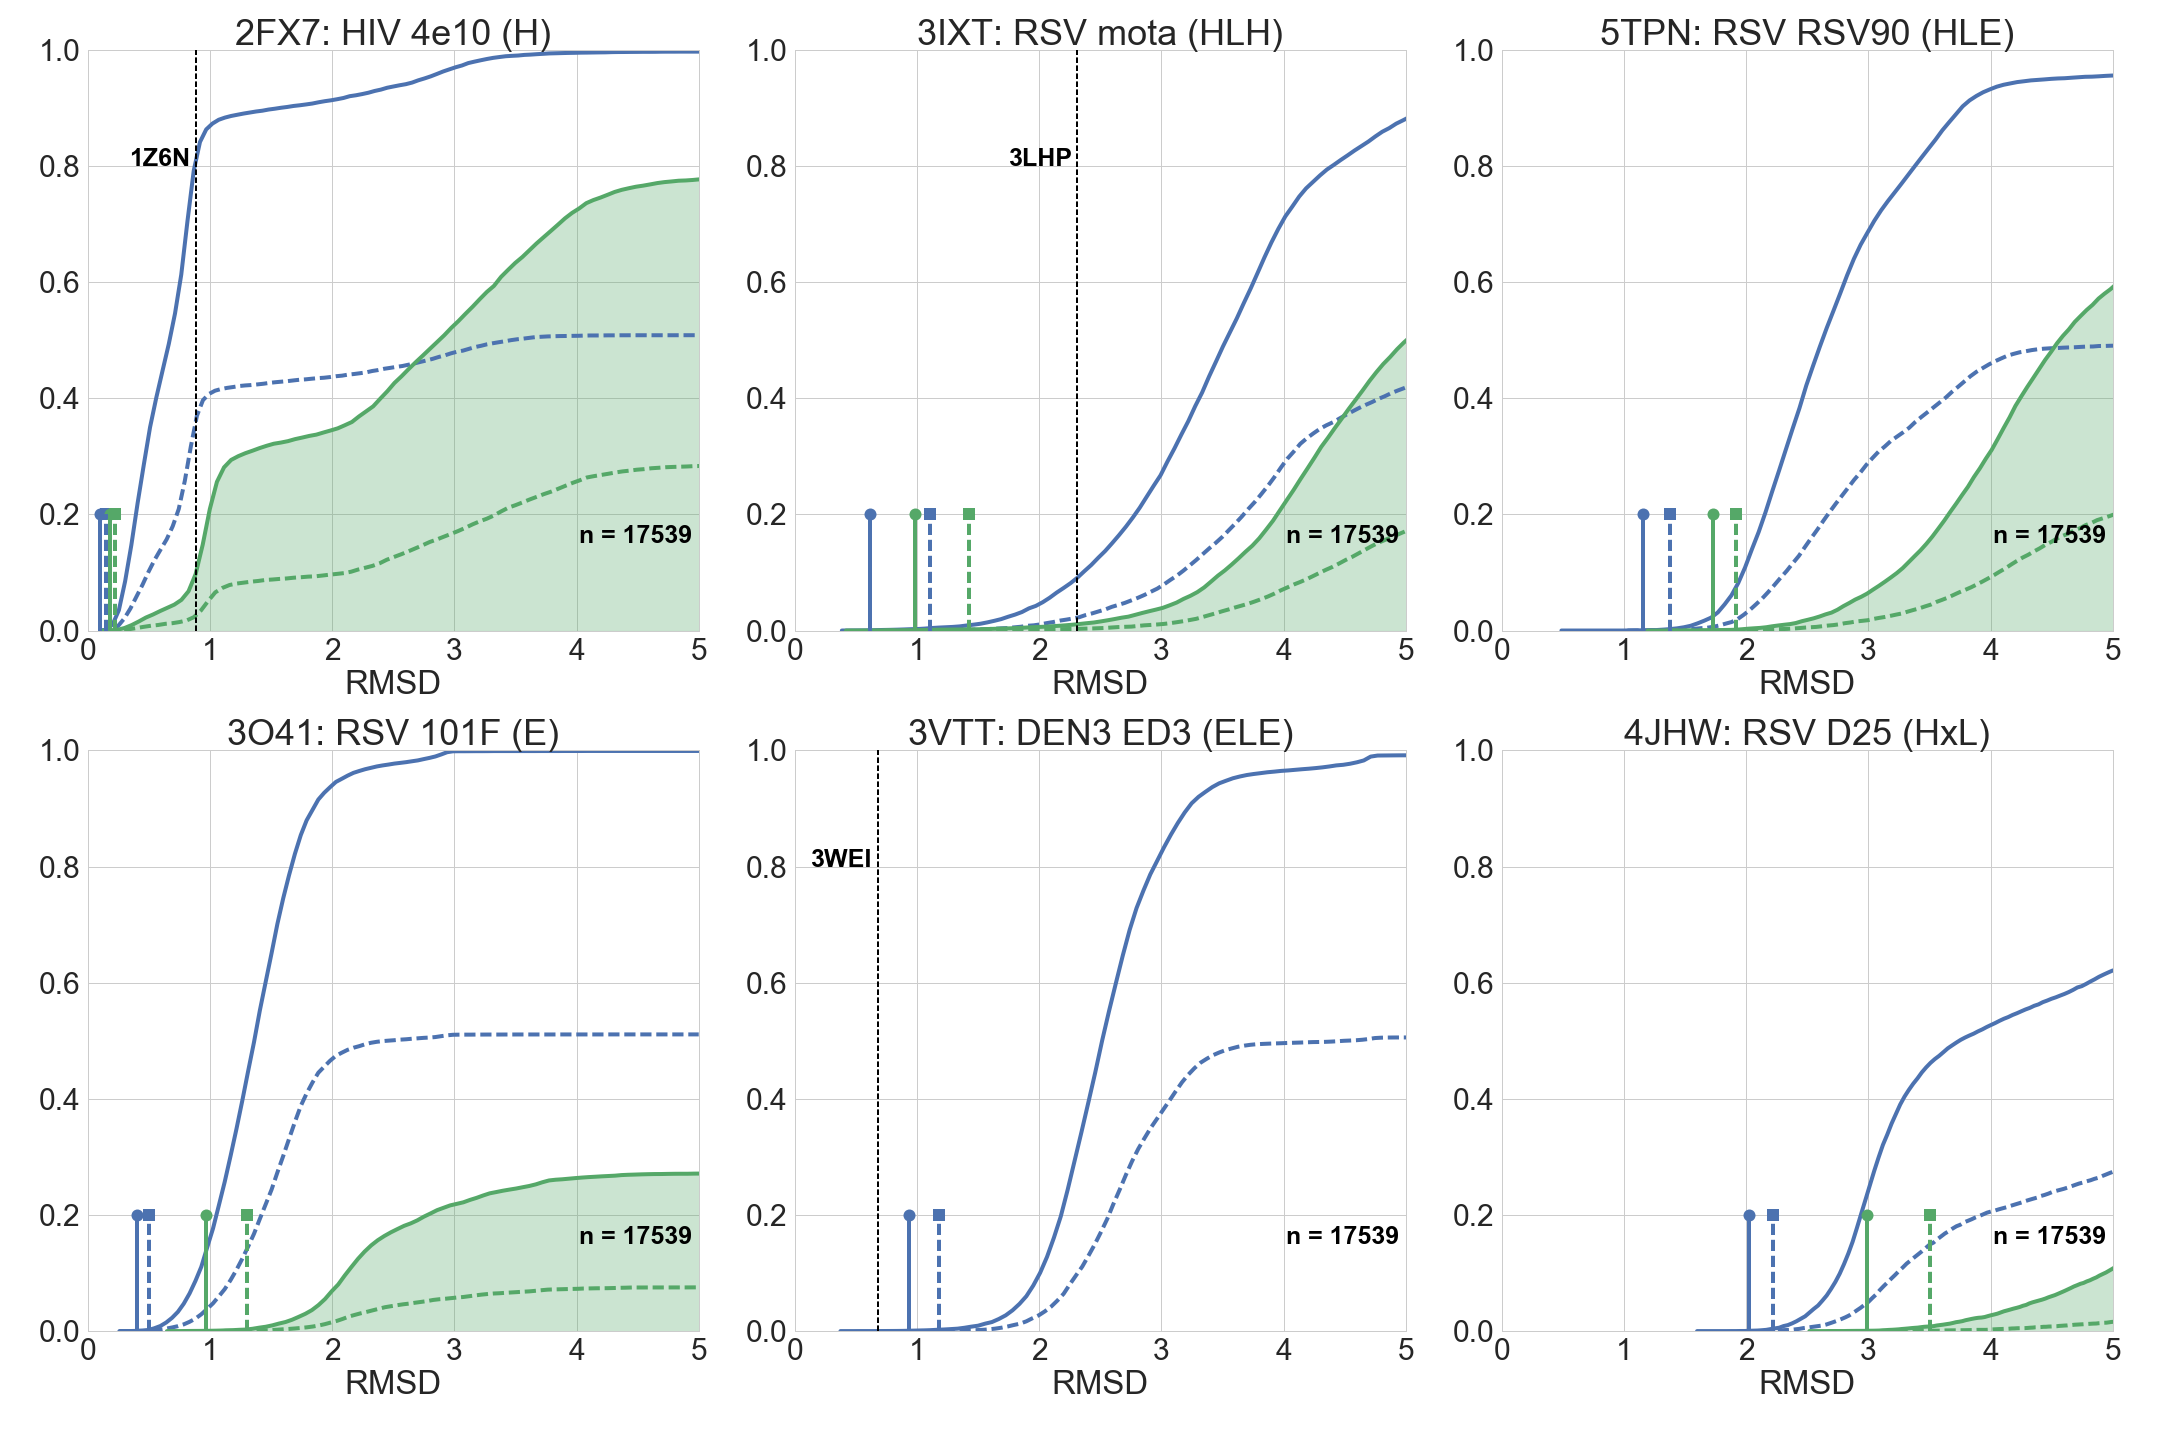 2FX7: HIV 4e10 (H)
1.0
0.8
0.6
0.4
0.2
0.0
1Z6N
n = 17539
0 1 2 3 4 5
RMSD
3IXT: RSV mota (HLH)
1.0
0.8
0.6
0.4
0.2
0.0
3LHP
n = 17539
0 1 2 3 4 5
RMSD
5TPN: RSV RSV90 (HLE)
1.0
0.8
0.6
0.4
0.2
0.0
n = 17539
0 1 2 3 4 5
RMSD
3O41: RSV 101F (E)
1.0
0.8
0.6
0.4
0.2
0.0
n = 17539
0 1 2 3 4 5
RMSD
3VTT: DEN3 ED3 (ELE)
1.0
0.8
0.6
0.4
0.2
0.0
3WEI
n = 17539
0 1 2 3 4 5
RMSD
4JHW: RSV D25 (HxL)
1.0
0.8
0.6
0.4
0.2
0.0
n = 17539
0 1 2 3 4 5
RMSD